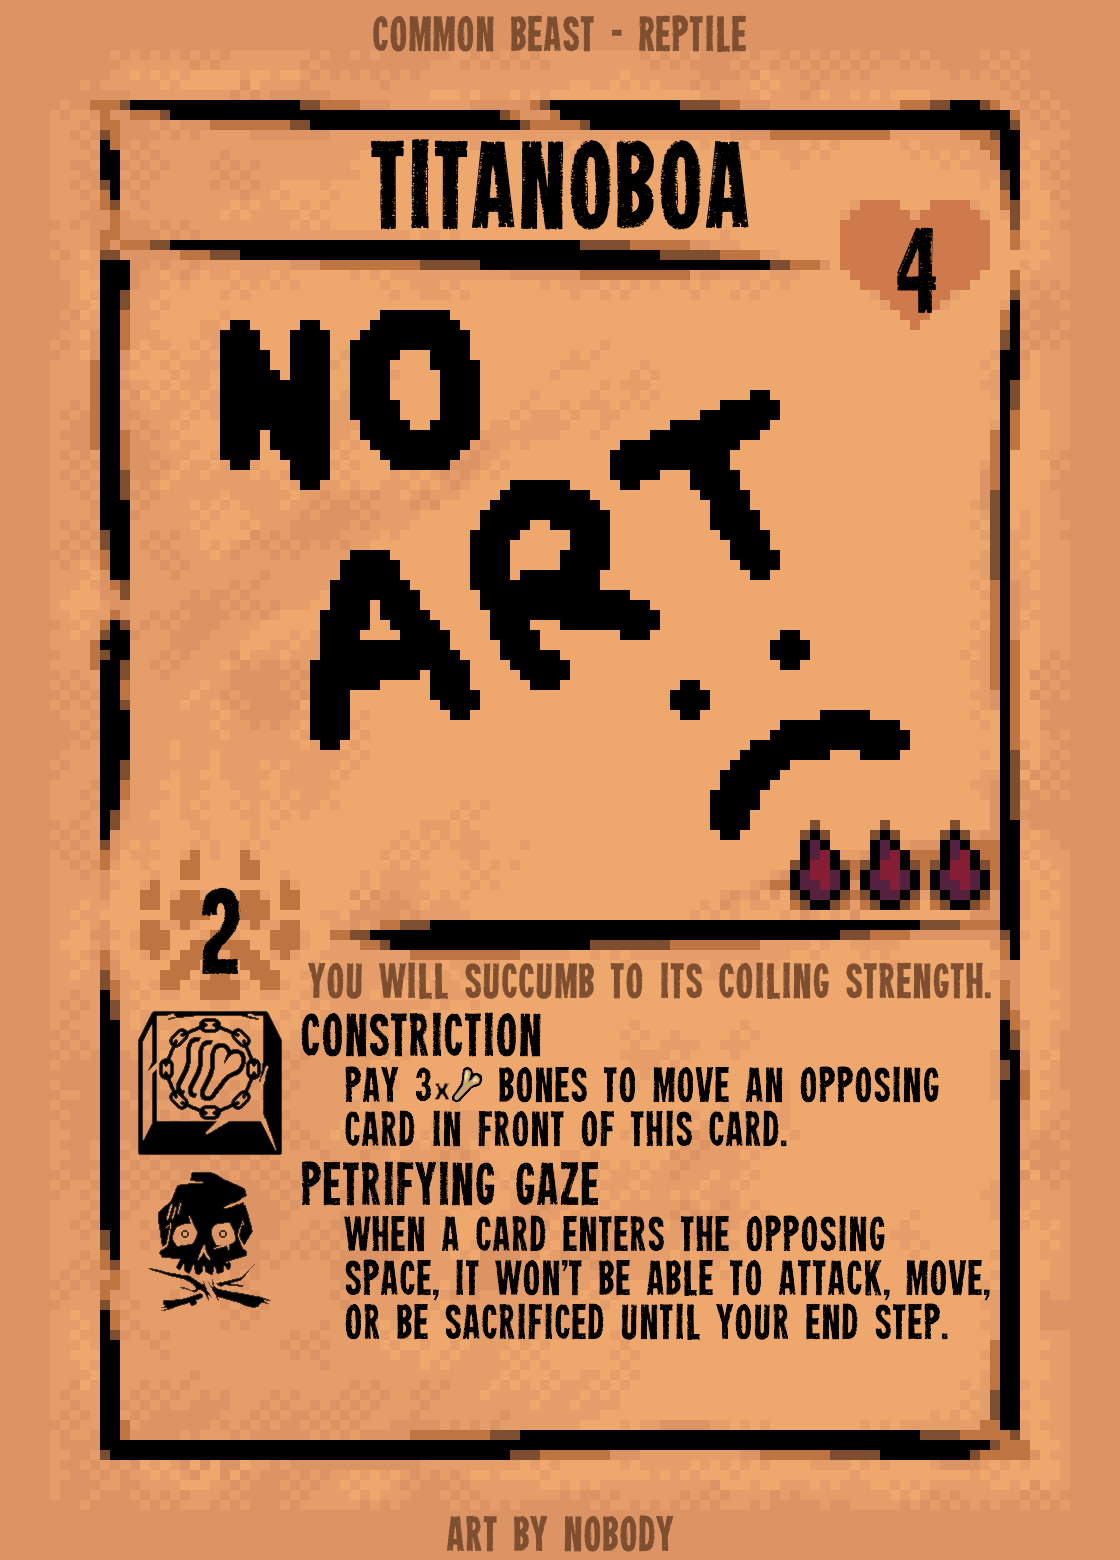 COMMON BEAST - REPTILE
TITANOBOA
4
NO
ART
2
YOU WILL SUCCUMB TO ITS COILING STRENGTH.
CONSTRICTION
PAY 3x BONES TO MOVE AN OPPOSING
CARD IN FRONT OF THIS CARD.
PETRIFYING GAZE
WHEN A CARD ENTERS THE OPPOSING
SPACE, IT WON'T BE ABLE TO ATTACK, MOVE,
OR BE SACRIFICED UNTIL YOUR END STEP.
ART BY NOBODY